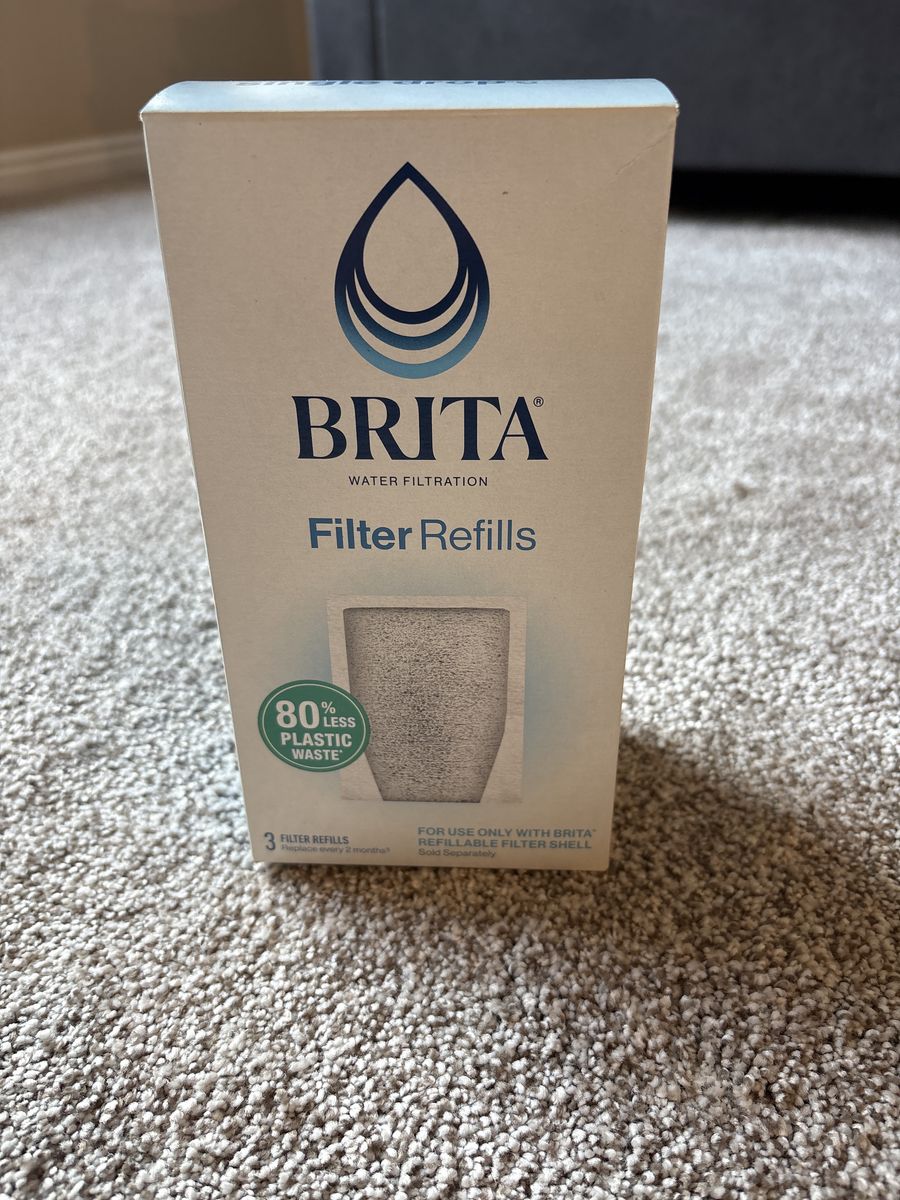 BRITA®
WATER FILTRATION
Filter Refills
80% LESS
PLASTIC
WASTE*
3 FILTER REFILLS
Replace every 2 months
FOR USE ONLY WITH BRITA®
REFILLABLE FILTER SHELL
Sold Separately